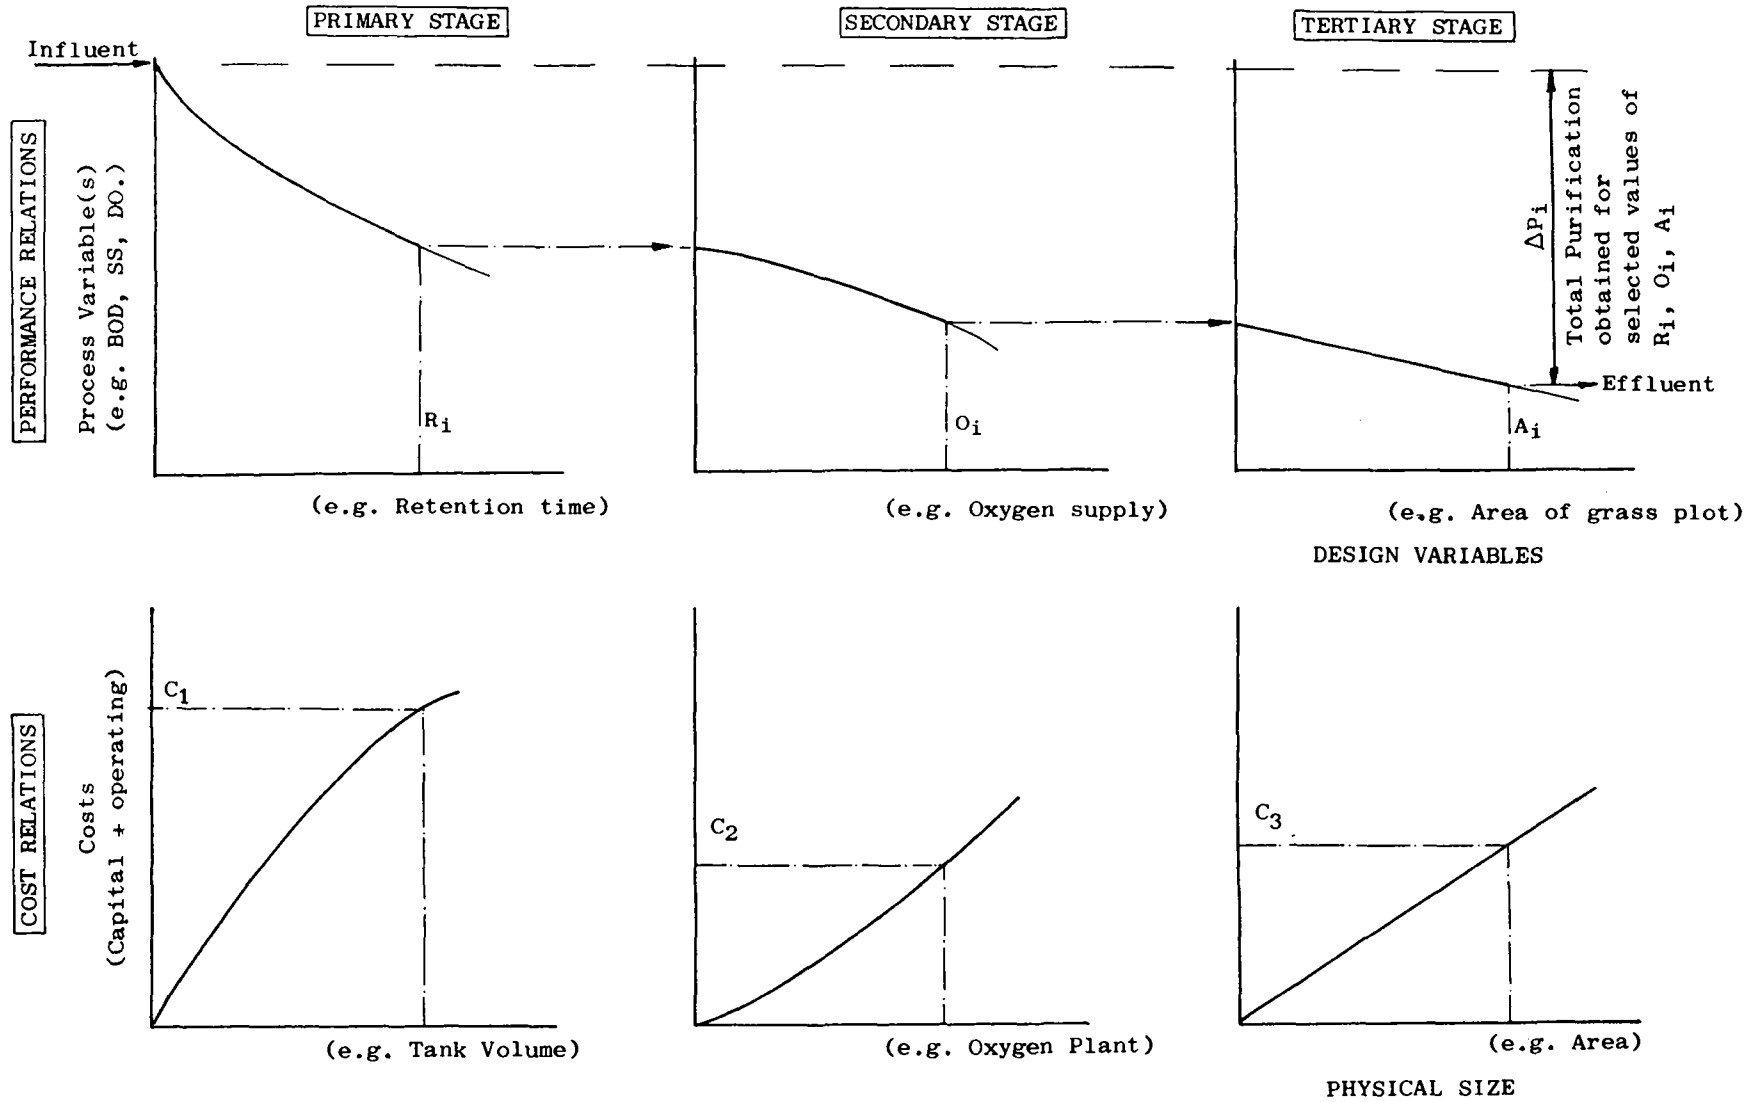 PRIMARY STAGE
SECONDARY STAGE
TERTIARY STAGE
Influent
PERFORMANCE RELATIONS
Process Variable(s)
(e.g. BOD, SS, DO.)
Ri
Oi
Ai
ΔPi
Total Purification
obtained for
selected values of
Ri, Oi, Ai
Effluent
(e.g. Retention time)
(e.g. Oxygen supply)
(e.g. Area of grass plot)
DESIGN VARIABLES
COST RELATIONS
Costs
(Capital + operating)
C1
C2
C3
(e.g. Tank Volume)
(e.g. Oxygen Plant)
(e.g. Area)
PHYSICAL SIZE